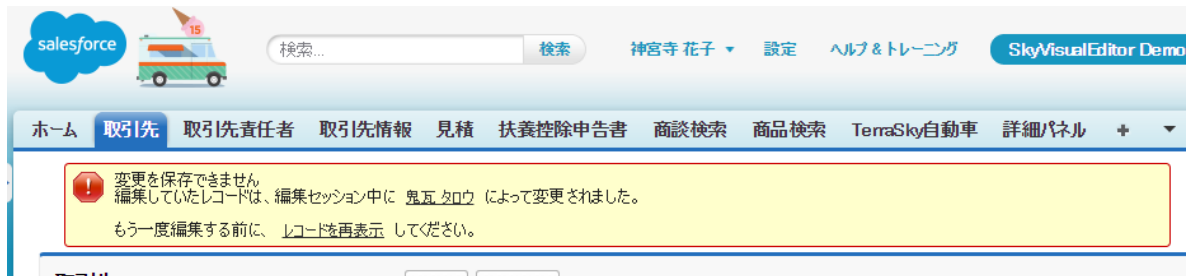 salesforce
15
検索...
検索
神宮寺 花子
設定
ヘルプ & トレーニング
SkyVisualEditor Demo
ホーム 取引先 取引先責任者 取引先情報 見積 扶養控除申告書 商談検索 商品検索 TerraSky自動車 詳細パネル +
変更を保存できません
編集していたレコードは、編集セッション中に 鬼瓦 タロウ によって変更されました。
もう一度編集する前に、 レコードを再表示 してください。